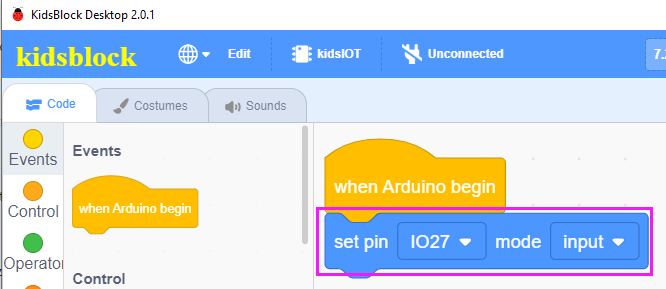 KidsBlock Desktop 2.0.1
kidsblock
Edit
kidsIOT
Unconnected
Code
Costumes
Sounds
Events
Control
Operator
Events
when Arduino begin
Control
when Arduino begin
set pin IO27 mode input